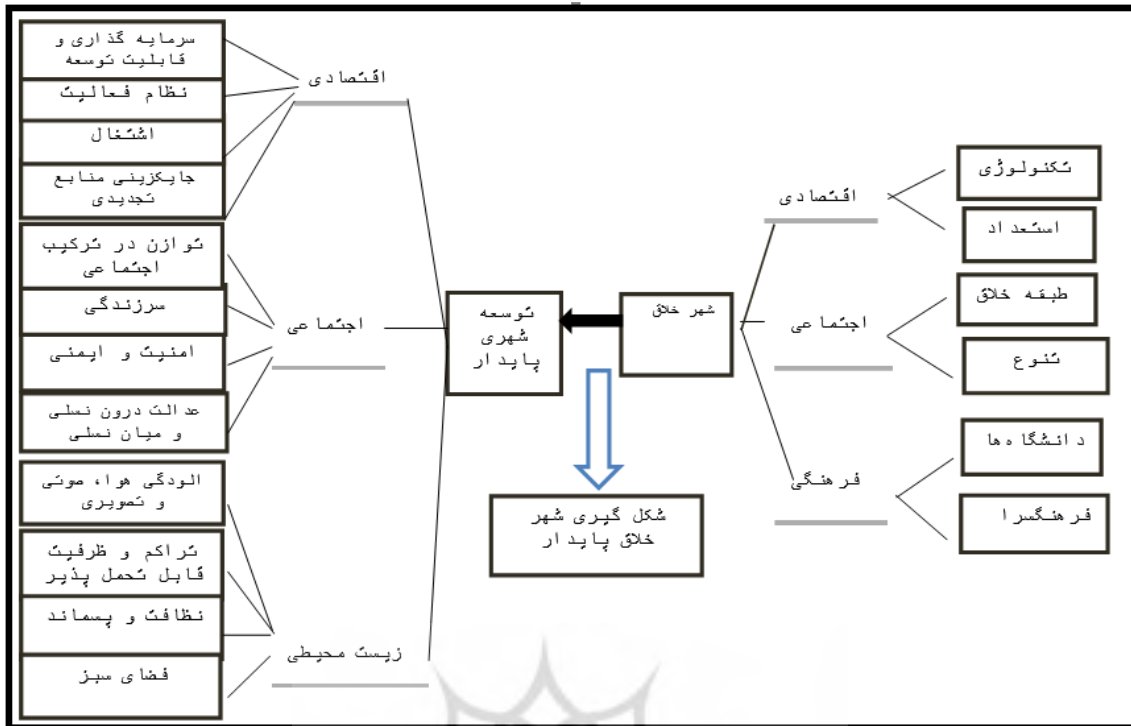 تکنولوژی
استعداد
اقتصادی
طبقه خلاق
تنوع
اجتماعی
دانشگاه‌ها
فرهنگسرا
فرهنگی
شهر خلاق
توسعه
شهری
پایدار
شکل گیری شهر
خلاق پایدار
اقتصادی
سرمایه گذاری و
قابلیت توسعه
نظام فعالیت
اشتغال
جایکزینی منابع
تجدیدی
اجتماعی
توازن در ترکیب
اجتماعی
سرزندگی
امنیت و ایمنی
عدالت درون نسلی
و میان نسلی
زیست محیطی
الودگی هوا، صوتی
و تصویری
تراکم و ظرفیت
قابل تحمل پذیر
نظافت و پسماند
فضای سبز